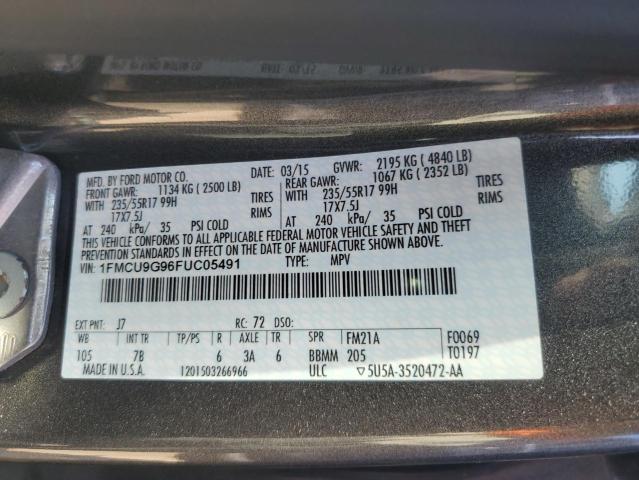 MFD. BY FORD MOTOR CO.
DATE: 03/15 GVWR: 2195 KG ( 4840 LB)
FRONT GAWR: 1134 KG ( 2500 LB) REAR GAWR: 1067 KG ( 2352 LB)
WITH 235/55R17 99H TIRES WITH 235/55R17 99H TIRES
17X7.5J RIMS 17X7.5J RIMS
AT 240 kPa/ 35 PSI COLD AT 240 kPa/ 35 PSI COLD
THIS VEHICLE CONFORMS TO ALL APPLICABLE FEDERAL MOTOR VEHICLE SAFETY AND THEFT
PREVENTION STANDARDS IN EFFECT ON THE DATE OF MANUFACTURE SHOWN ABOVE.
VIN: 1FMCU9G96FUC05491 TYPE: MPV
EXT PNT: J7 RC: 72 DSO:
WB INT TR TP/PS R AXLE TR SPR FM21A F0069
105 7B 6 3A 6 BBMM 205 T0197
MADE IN U.S.A. 1201503266966 ULC ▽5U5A-3520472-AA